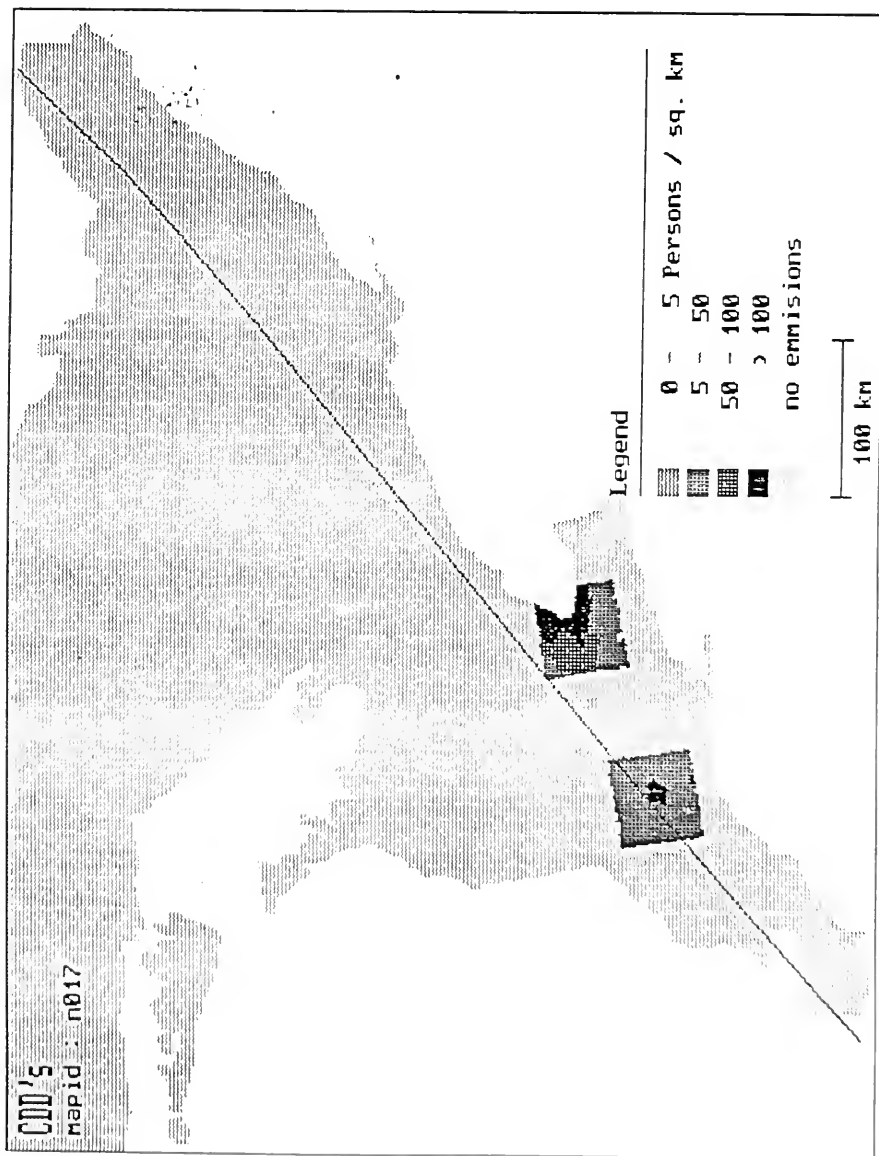 CDD's
mapid : n017
Legend
0 - 5 Persons / sq. km
5 - 50
50 - 100
> 100
no emmisions
100 km